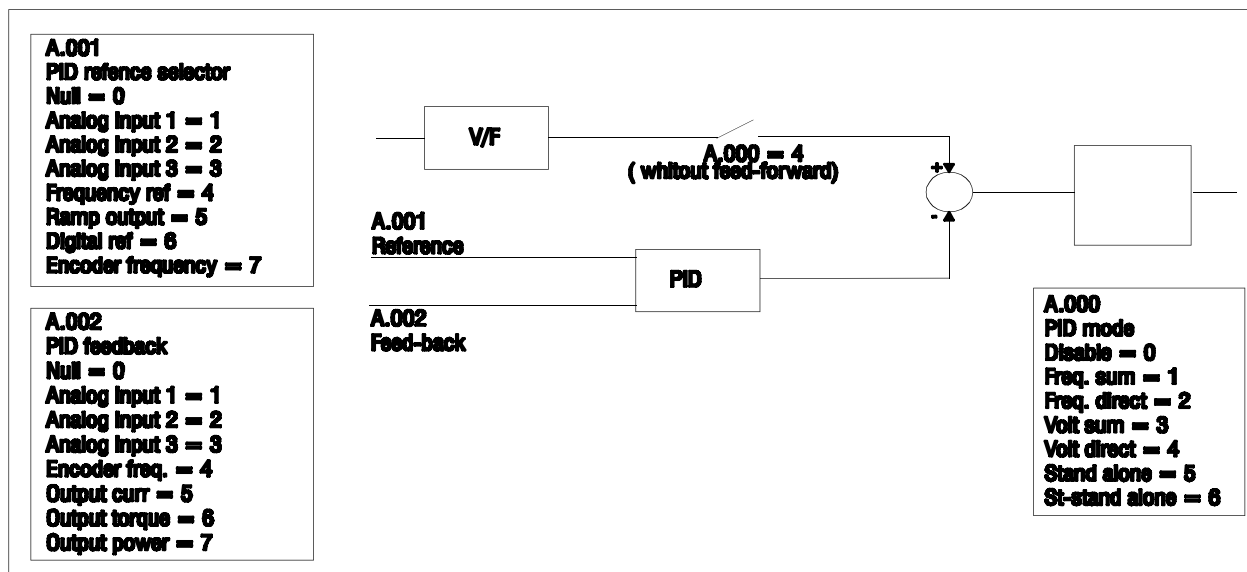 A.001
PID refence selector
Null = 0
Analog Input 1 = 1
Analog Input 2 = 2
Analog Input 3 = 3
Frequency ref = 4
Ramp output = 5
Digital ref = 6
Encoder frequency = 7
A.002
PID feedback
Null = 0
Analog Input 1 = 1
Analog Input 2 = 2
Analog Input 3 = 3
Encoder freq. = 4
Output curr = 5
Output torque = 6
Output power = 7
V/F
A.000 = 4
( whitout feed-forward)
+
-
A.001
Reference
PID
A.002
Feed-back
A.000
PID mode
Disable = 0
Freq. sum = 1
Freq. direct = 2
Volt sum = 3
Volt direct = 4
Stand alone = 5
St-stand alone = 6